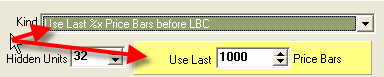 Kind Use Last %x Price Bars before LBC
Hidden Units 32 Use Last 1000 Price Bars